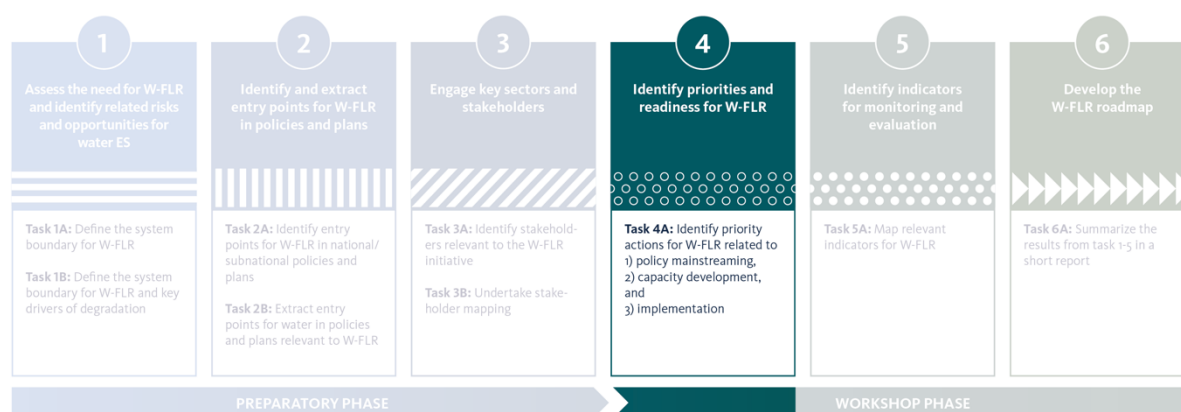 1
Assess the need for W-FLR
and identify related risks
and opportunities for
water ES
Task 1A: Define the system
boundary for W-FLR
Task 1B: Define the system
boundary for W-FLR and key
drivers of degradation
2
Identify and extract
entry points for W-FLR
in policies and plans
Task 2A: Identify entry
points for W-FLR in national/
subnational policies and
plans
Task 2B: Extract entry
points for water in policies
and plans relevant to W-FLR
3
Engage key sectors and
stakeholders
Task 3A: Identify stakehold-
ers relevant to the W-FLR
initiative
Task 3B: Undertake stake-
holder mapping
4
Identify priorities and
readiness for W-FLR
Task 4A: Identify priority
actions for W-FLR related to
1) policy mainstreaming,
2) capacity development,
and
3) implementation
5
Identify indicators
for monitoring and
evaluation
Task 5A: Map relevant
indicators for W-FLR
6
Develop the
W-FLR roadmap
Task 6A: Summarize the
results from task 1-5 in a
short report
PREPARATORY PHASE
WORKSHOP PHASE